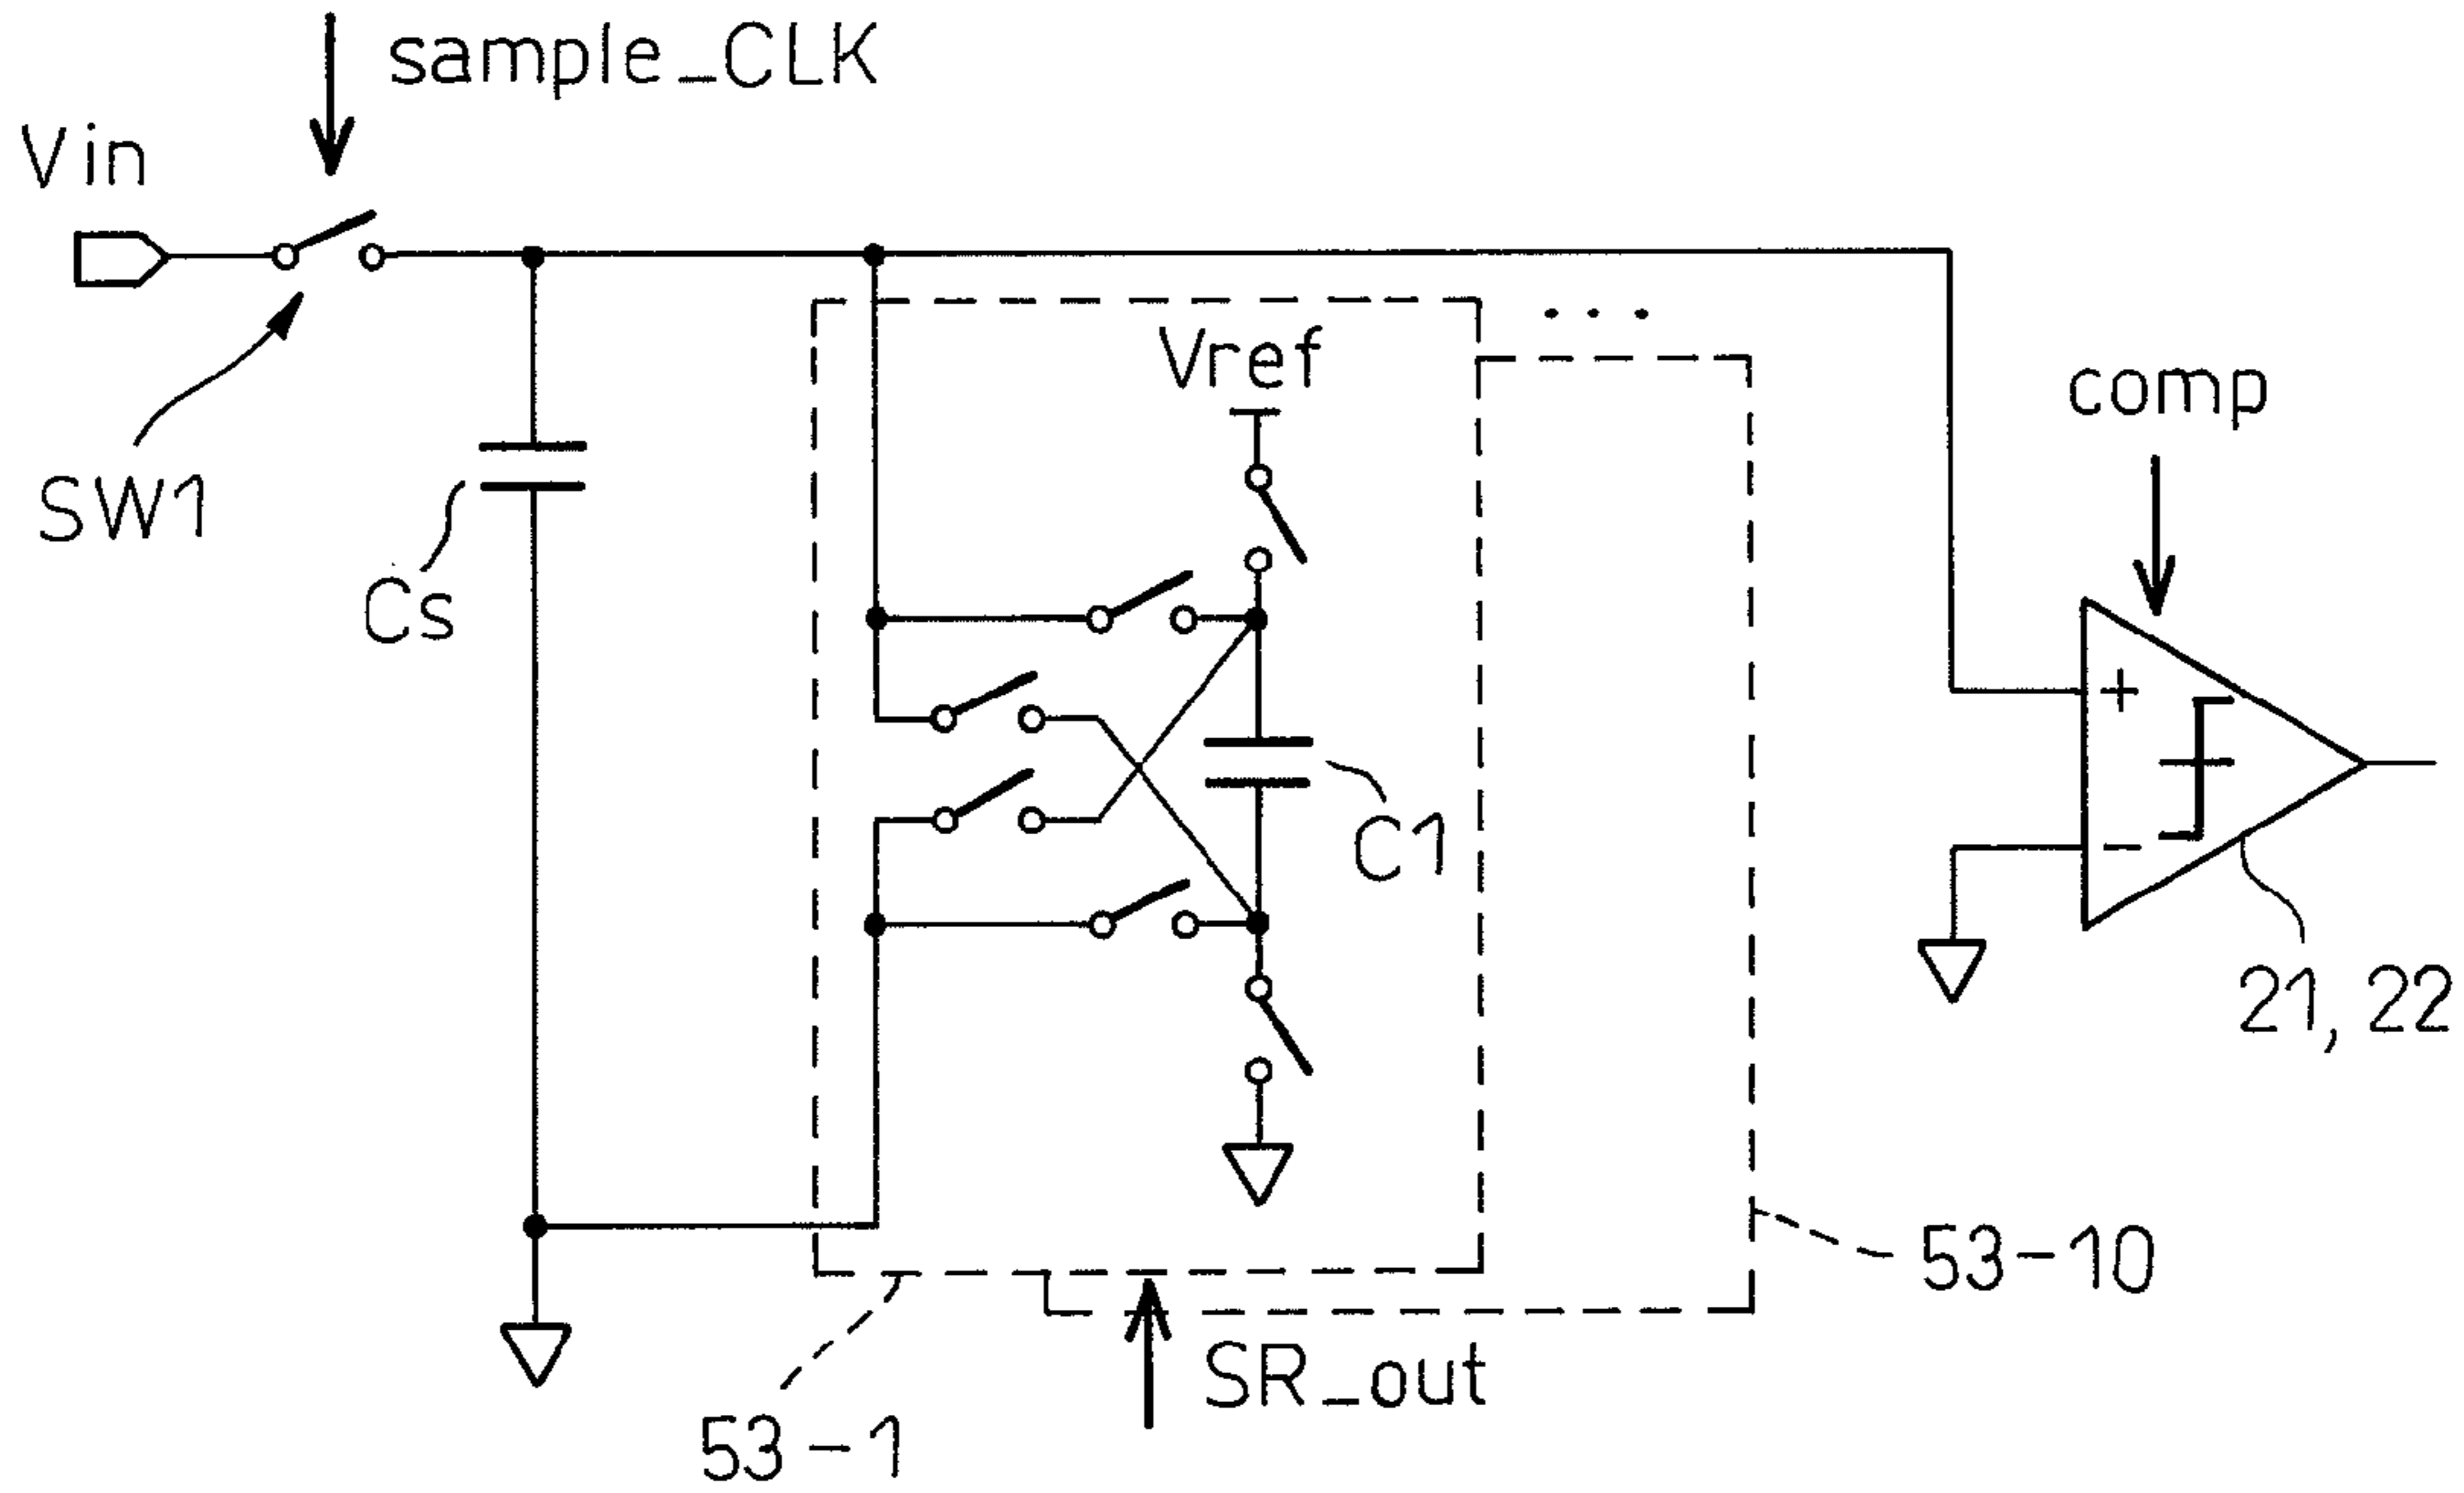 sample_CLK
Vin
SW1
Cs
Vref
. . .
comp
C1
+
−
21, 22
53-10
SR_out
53-1